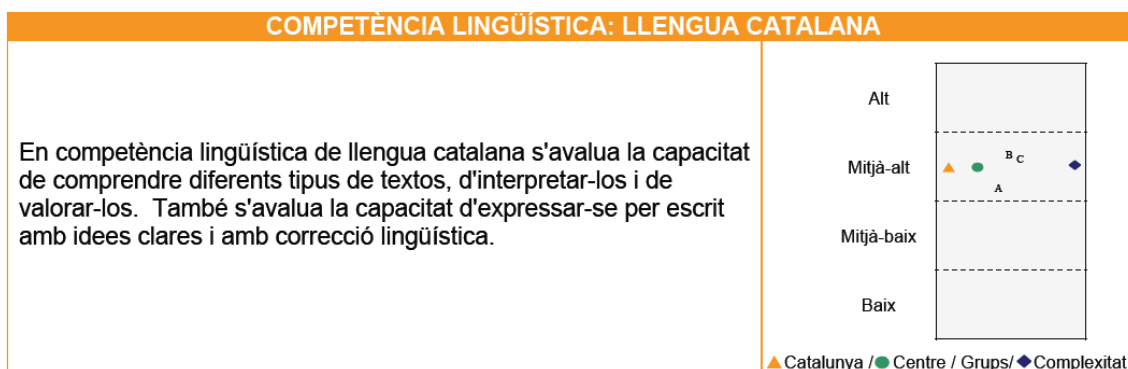 COMPETÈNCIA LINGÜÍSTICA: LLENGUA CATALANA
En competència lingüística de llengua catalana s'avalua la capacitat
de comprendre diferents tipus de textos, d'interpretar-los i de
valorar-los. També s'avalua la capacitat d'expressar-se per escrit
amb idees clares i amb correcció lingüística.
Alt
Mitjà-alt
B C
A
Mitjà-baix
Baix
Catalunya / Centre / Grups/ Complexitat